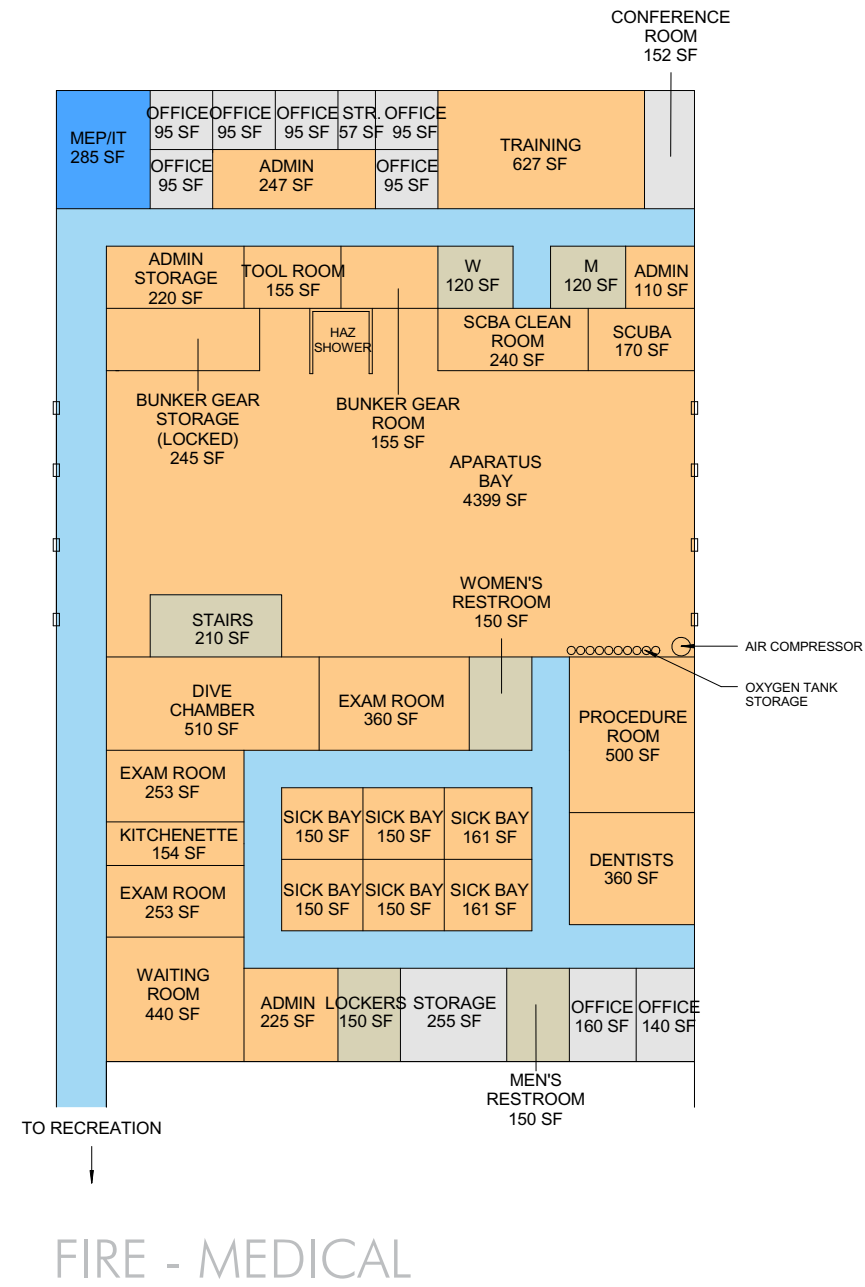 CONFERENCE
ROOM
152 SF
MEP/IT
285 SF
OFFICE
95 SF
OFFICE
95 SF
OFFICE
95 SF
STR.
57 SF
OFFICE
95 SF
OFFICE
95 SF
ADMIN
247 SF
OFFICE
95 SF
TRAINING
627 SF
ADMIN
STORAGE
220 SF
TOOL ROOM
155 SF
W
120 SF
M
120 SF
ADMIN
110 SF
HAZ
SHOWER
SCBA CLEAN
ROOM
240 SF
SCUBA
170 SF
BUNKER GEAR
STORAGE
(LOCKED)
245 SF
BUNKER GEAR
ROOM
155 SF
APARATUS
BAY
4399 SF
STAIRS
210 SF
WOMEN'S
RESTROOM
150 SF
AIR COMPRESSOR
OXYGEN TANK
STORAGE
DIVE
CHAMBER
510 SF
EXAM ROOM
360 SF
PROCEDURE
ROOM
500 SF
EXAM ROOM
253 SF
KITCHENETTE
154 SF
EXAM ROOM
253 SF
SICK BAY
150 SF
SICK BAY
150 SF
SICK BAY
161 SF
SICK BAY
150 SF
SICK BAY
150 SF
SICK BAY
161 SF
DENTISTS
360 SF
WAITING
ROOM
440 SF
ADMIN
225 SF
LOCKERS
150 SF
STORAGE
255 SF
OFFICE
160 SF
OFFICE
140 SF
MEN'S
RESTROOM
150 SF
TO RECREATION
FIRE - MEDICAL